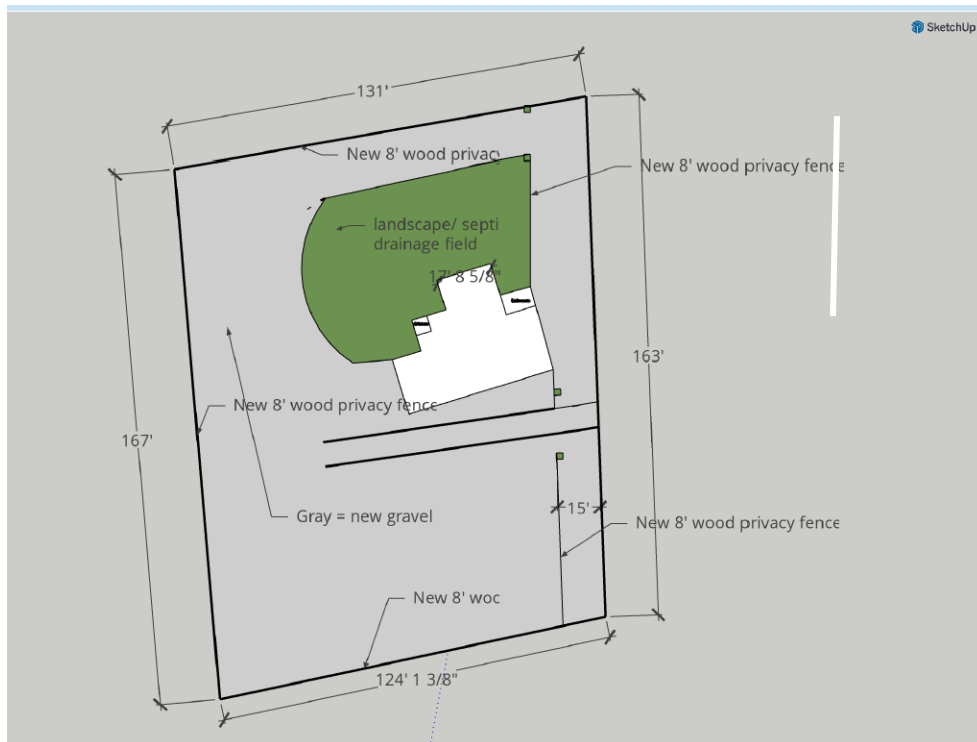 SketchUp
131'
New 8' wood privacy
New 8' wood privacy fence
landscape/ septi
drainage field
17' 8 5/8"
163'
New 8' wood privacy fence
167'
Gray = new gravel
15'
New 8' wood privacy fence
New 8' woo
124' 1 3/8"